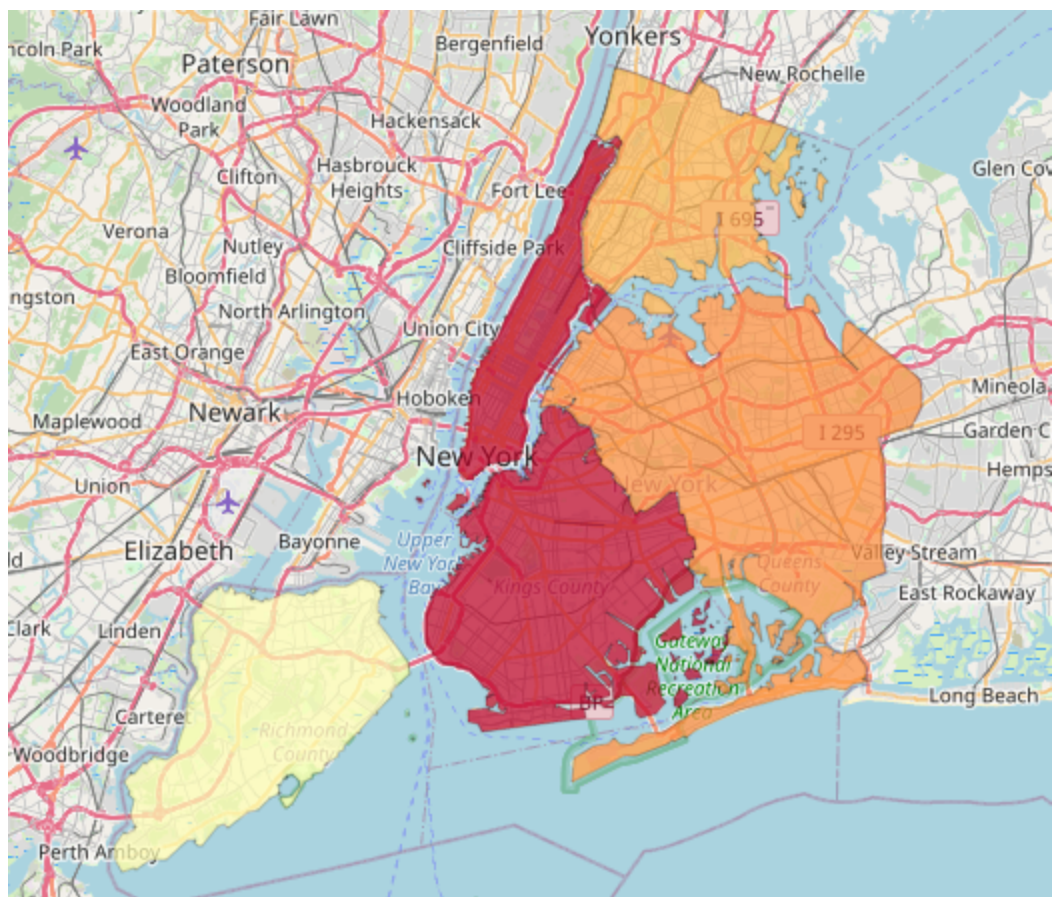 Fair Lawn
ncoln Park
Bergenfield
Yonkers
Paterson
New Rochelle
Woodland
Park
Hackensack
Glen Cov
Hasbrouck
Heights
Clifton
Fort Lee
I 695
Verona
Nutley
Cliffside Park
Bloomfield
ngston
North Arlington
Union City
East Orange
Mineola
Hoboken
Newark
Maplewood
I 295
Garden C
New York
Hemps
Union
New York
Upper
New York
Bay
Elizabeth
Bayonne
Valley Stream
Queens
County
Kings County
East Rockaway
Clark
Linden
Gateway
National
Recreation
Area
Long Beach
BP
Carteret
Richmond
County
Woodbridge
Perth Amboy